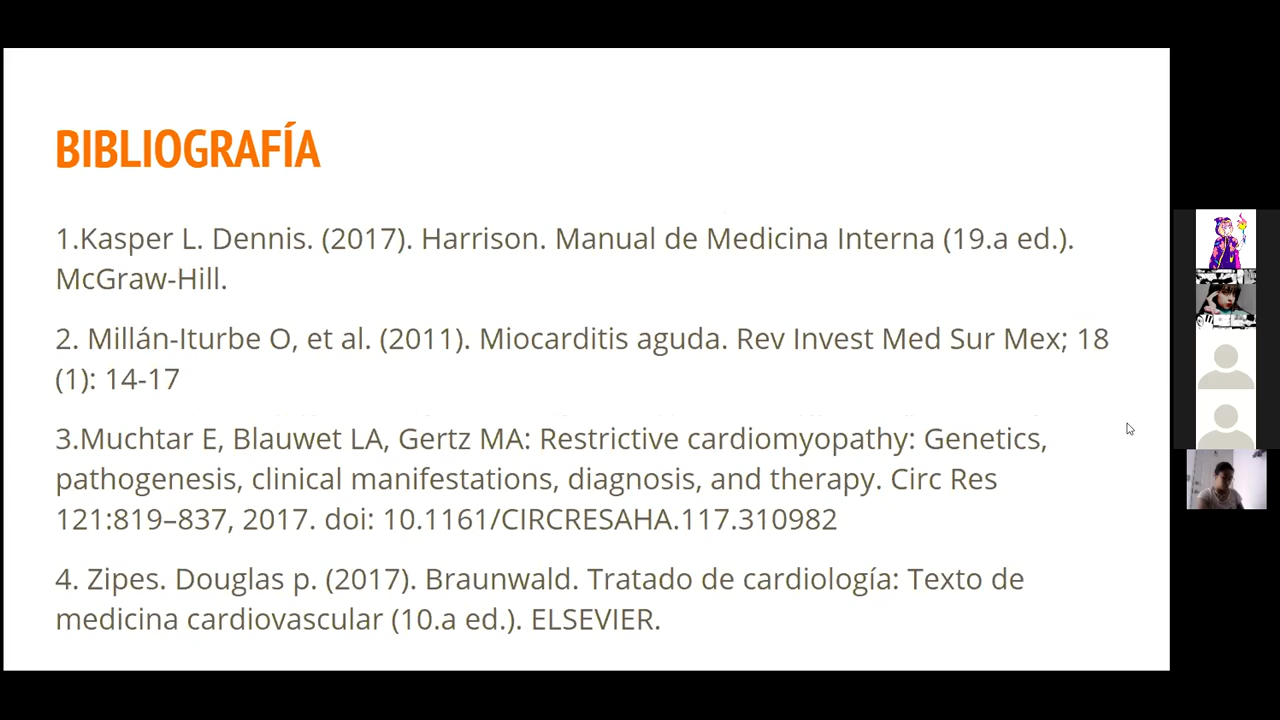 BIBLIOGRAFÍA
1.Kasper L. Dennis. (2017). Harrison. Manual de Medicina Interna (19.a ed.).
McGraw-Hill.
2. Millán-Iturbe O, et al. (2011). Miocarditis aguda. Rev Invest Med Sur Mex; 18
(1): 14-17
3.Muchtar E, Blauwet LA, Gertz MA: Restrictive cardiomyopathy: Genetics,
pathogenesis, clinical manifestations, diagnosis, and therapy. Circ Res
121:819–837, 2017. doi: 10.1161/CIRCRESAHA.117.310982
4. Zipes. Douglas p. (2017). Braunwald. Tratado de cardiología: Texto de
medicina cardiovascular (10.a ed.). ELSEVIER.